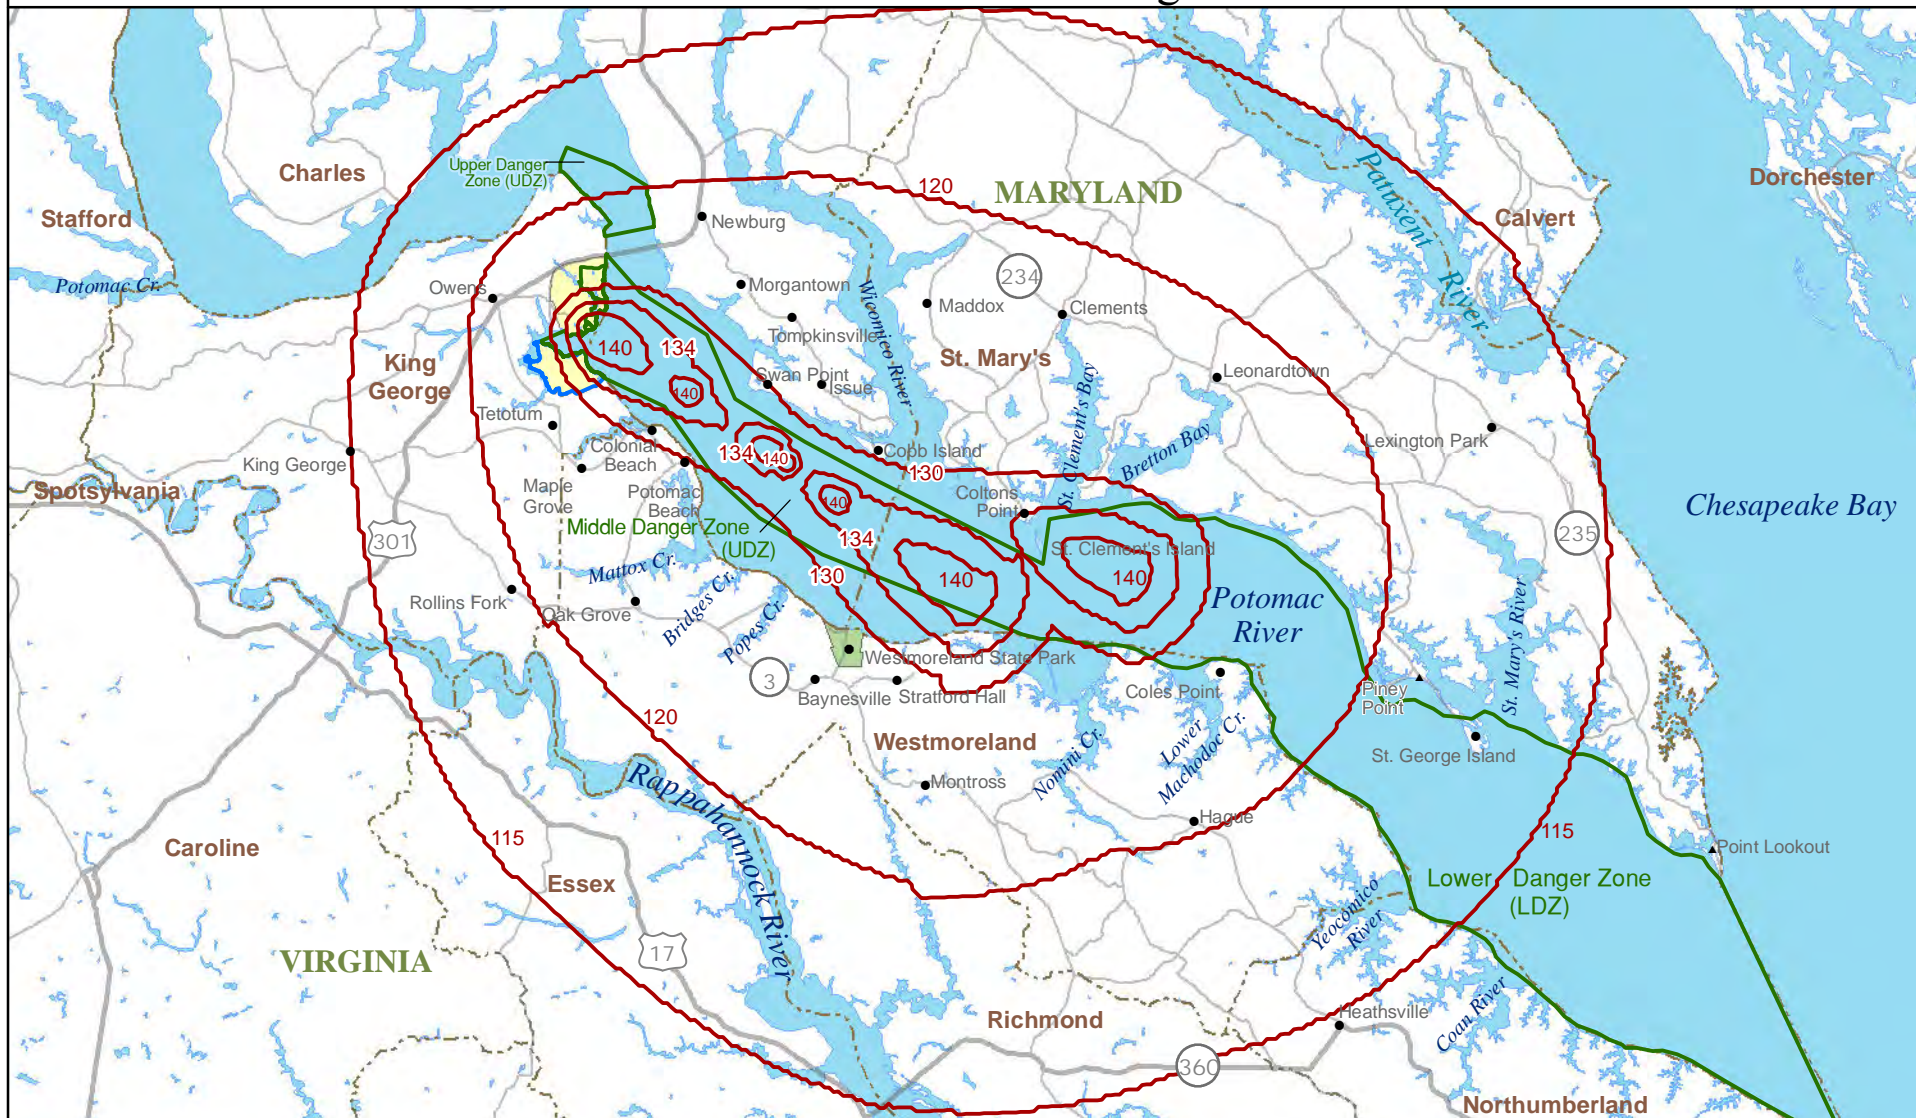 g
Charles
Upper Danger
Zone (UDZ)
120
MARYLAND
Patuxent
River
Dorchester
Stafford
Calvert
Newburg
Potomac Cr.
Owens
Morgantown
Wicomico River
234
Maddox
Clements
Tompkinsville
140
134
St. Mary's
King
George
Swan Point
Issue
Leonardtown
140
St. Clement's Bay
Tetotum
Colonial
Beach
134
140
Cobb Island
Bretton Bay
Lexington Park
King George
130
Spotsylvania
Maple
Grove
Potomac
Beach
140
Coltons
Point
Chesapeake Bay
301
Middle Danger Zone
(UDZ)
134
235
St. Clement's Island
Mattox Cr.
130
140
140
Rollins Fork
Oak Grove
Bridges Cr.
Popes Cr.
Potomac
River
St. Mary's River
Westmoreland State Park
3
Baynesville
Stratford Hall
Coles Point
Piney
Point
120
Westmoreland
Nomini Cr.
Lower
Machodoc Cr.
St. George Island
Rappahannock River
Montross
Hague
115
115
Point Lookout
Caroline
Essex
Lower Danger Zone
(LDZ)
Yeocomico
River
17
VIRGINIA
Coan River
Richmond
Heathsville
360
Northumberland